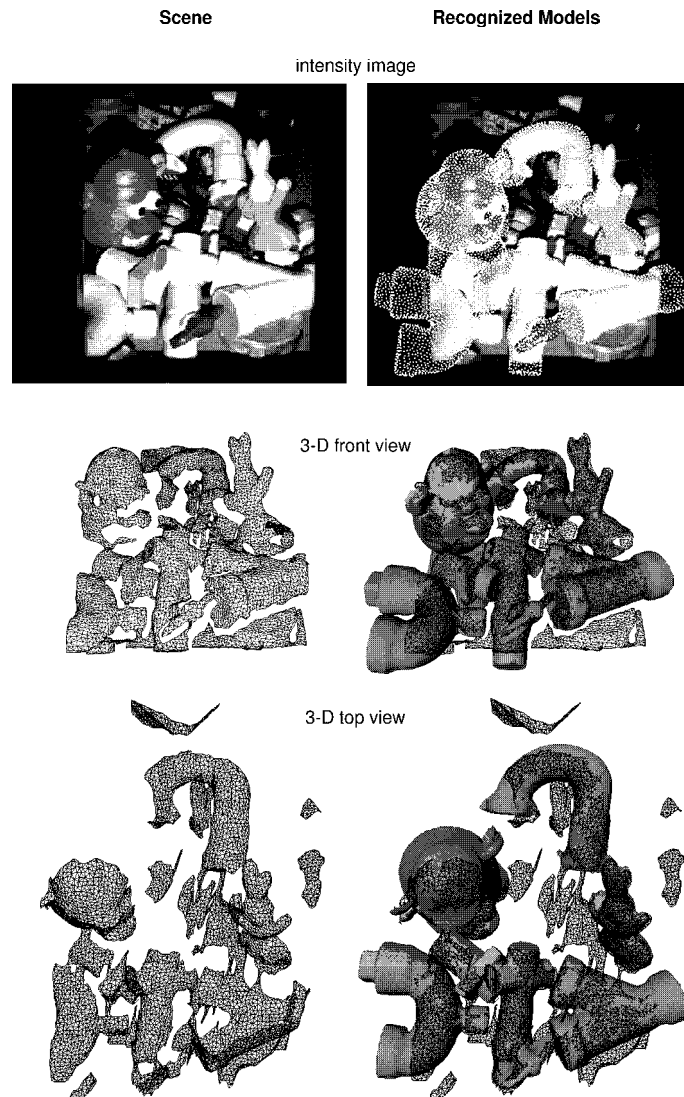 Scene
Recognized Models
intensity image
3-D front view
3-D top view